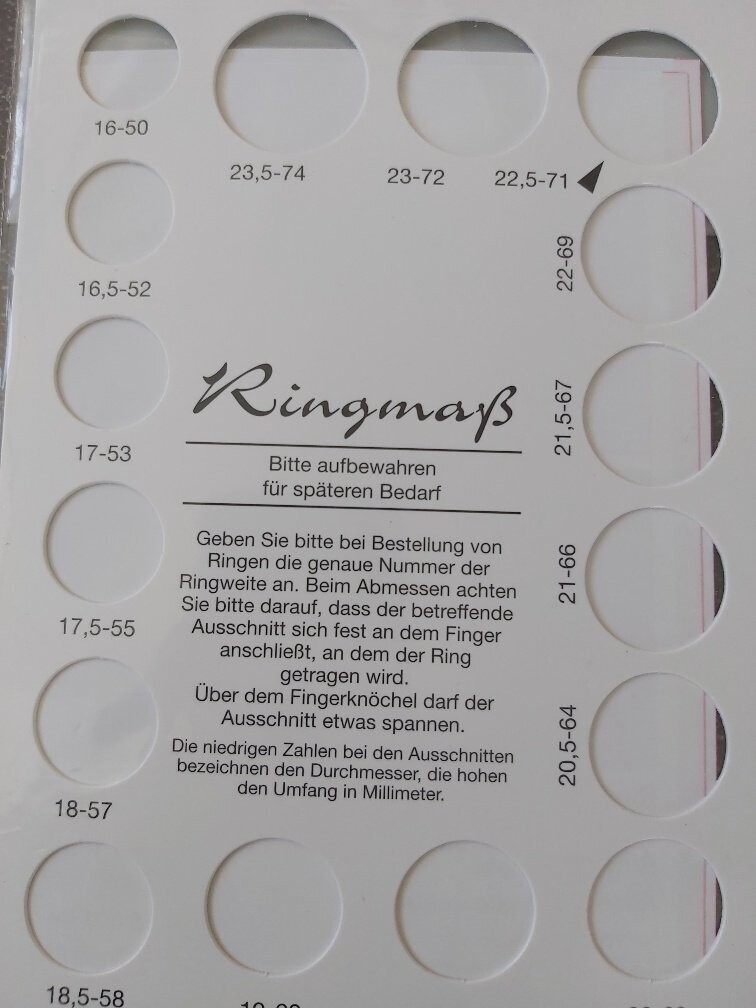 16-50
23,5-74
23-72
22,5-71
16,5-52
22-69
17-53
21,5-67
Ringmaß
Bitte aufbewahren
für späteren Bedarf
Geben Sie bitte bei Bestellung von
Ringen die genaue Nummer der
Ringweite an. Beim Abmessen achten
Sie bitte darauf, dass der betreffende
Ausschnitt sich fest an dem Finger
anschließt, an dem der Ring
getragen wird.
Über dem Fingerknöchel darf der
Ausschnitt etwas spannen.
Die niedrigen Zahlen bei den Ausschnitten
bezeichnen den Durchmesser, die hohen
den Umfang in Millimeter.
17,5-55
21-66
18-57
20,5-64
18,5-58